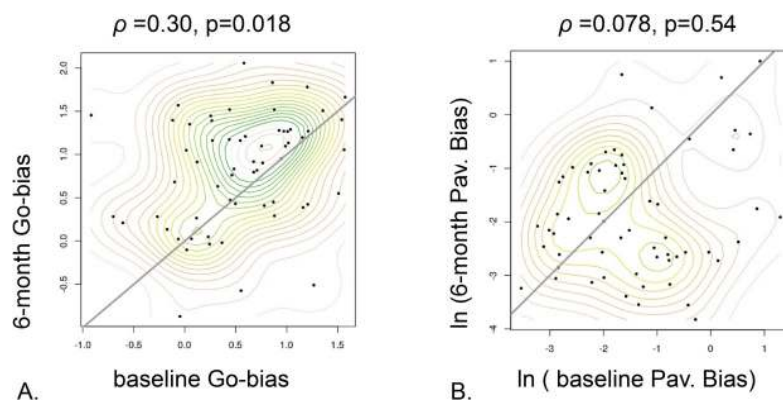 ρ =0.30, p=0.018
ρ =0.078, p=0.54
6-month Go-bias
2.0
1.5
1.0
0.5
0.0
-0.5
-1.0 -0.5 0.0 0.5 1.0 1.5
baseline Go-bias
A.
ln (6-month Pav. Bias)
1
0
-1
-2
-3
-4
-3 -2 -1 0 1
ln ( baseline Pav. Bias)
B.